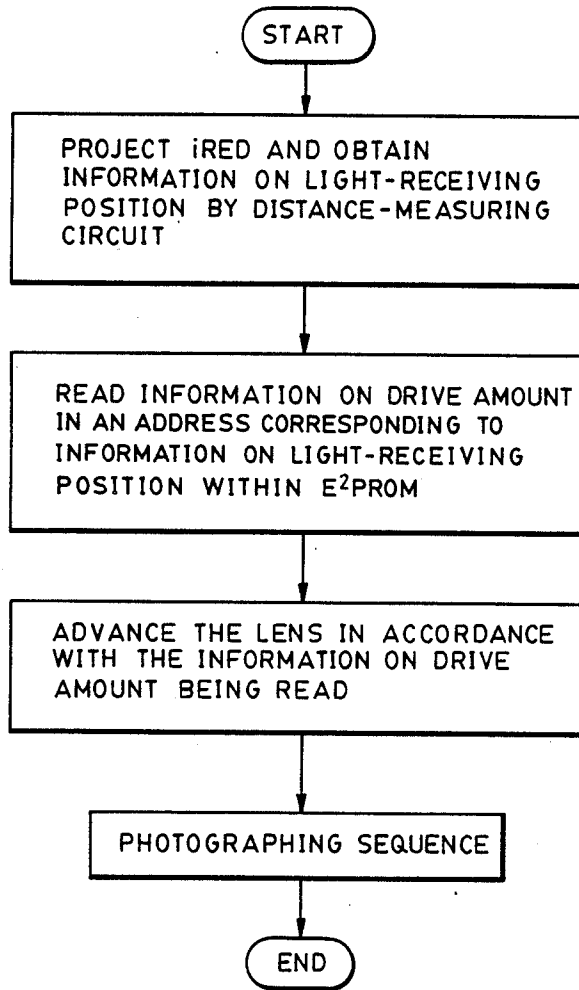 START
PROJECT iRED AND OBTAIN
INFORMATION ON LIGHT-RECEIVING
POSITION BY DISTANCE-MEASURING
CIRCUIT
READ INFORMATION ON DRIVE AMOUNT
IN AN ADDRESS CORRESPONDING TO
INFORMATION ON LIGHT-RECEIVING
POSITION WITHIN E²PROM
ADVANCE THE LENS IN ACCORDANCE
WITH THE INFORMATION ON DRIVE
AMOUNT BEING READ
PHOTOGRAPHING SEQUENCE
END